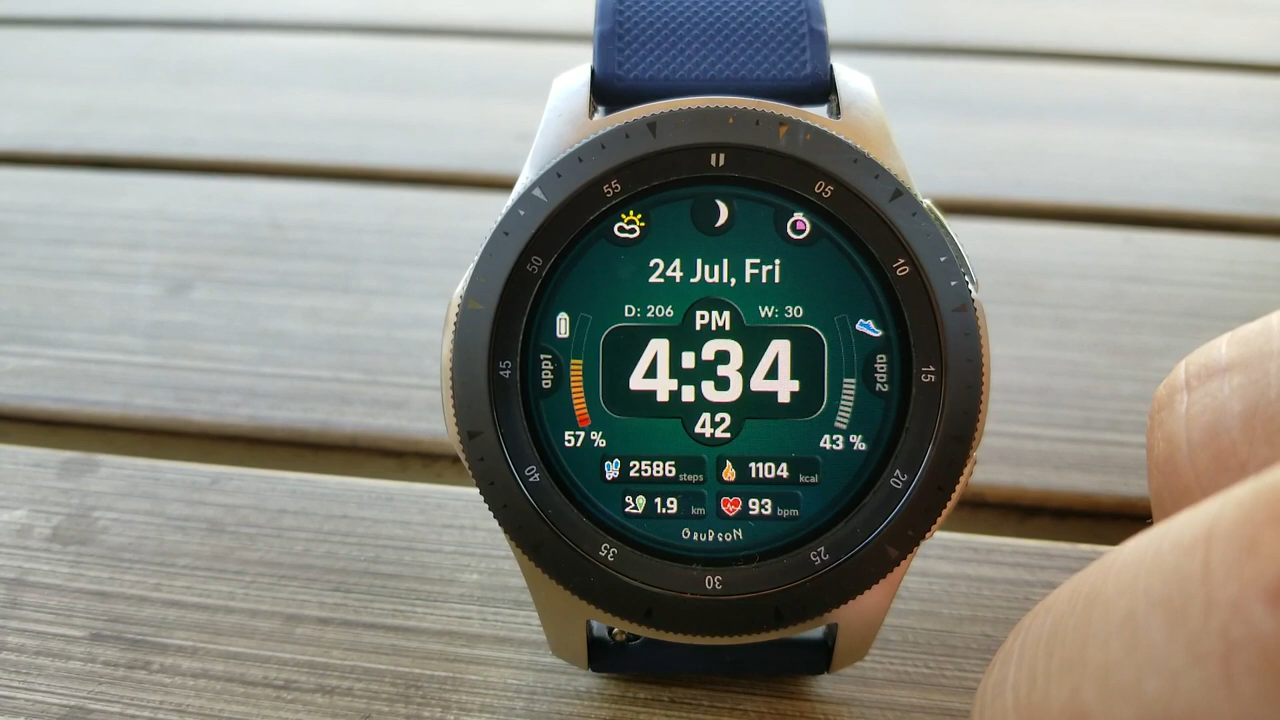 55
05
50
10
45
15
40
20
35
25
30
24 Jul, Fri
D: 206
W: 30
PM
4:34
42
app1
app2
57 %
43 %
2586 steps
1104 kcal
1.9 km
93 bpm
GRUBSON